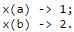 x(a) -> 1;
x(b) -> 2.